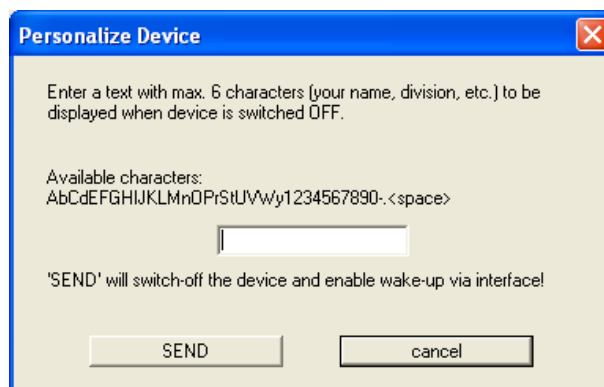 Personalize Device
Enter a text with max. 6 characters (your name, division, etc.) to be
displayed when device is switched OFF.
Available characters:
AbCdEFGHIJKLMnOPrStUVWy1234567890-.<space>
'SEND' will switch-off the device and enable wake-up via interface!
SEND cancel